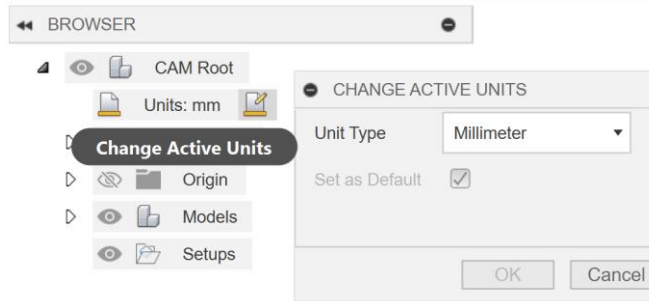 BROWSER
CAM Root
Units: mm
Change Active Units
Origin
Models
Setups
CHANGE ACTIVE UNITS
Unit Type
Millimeter
Set as Default
OK
Cancel